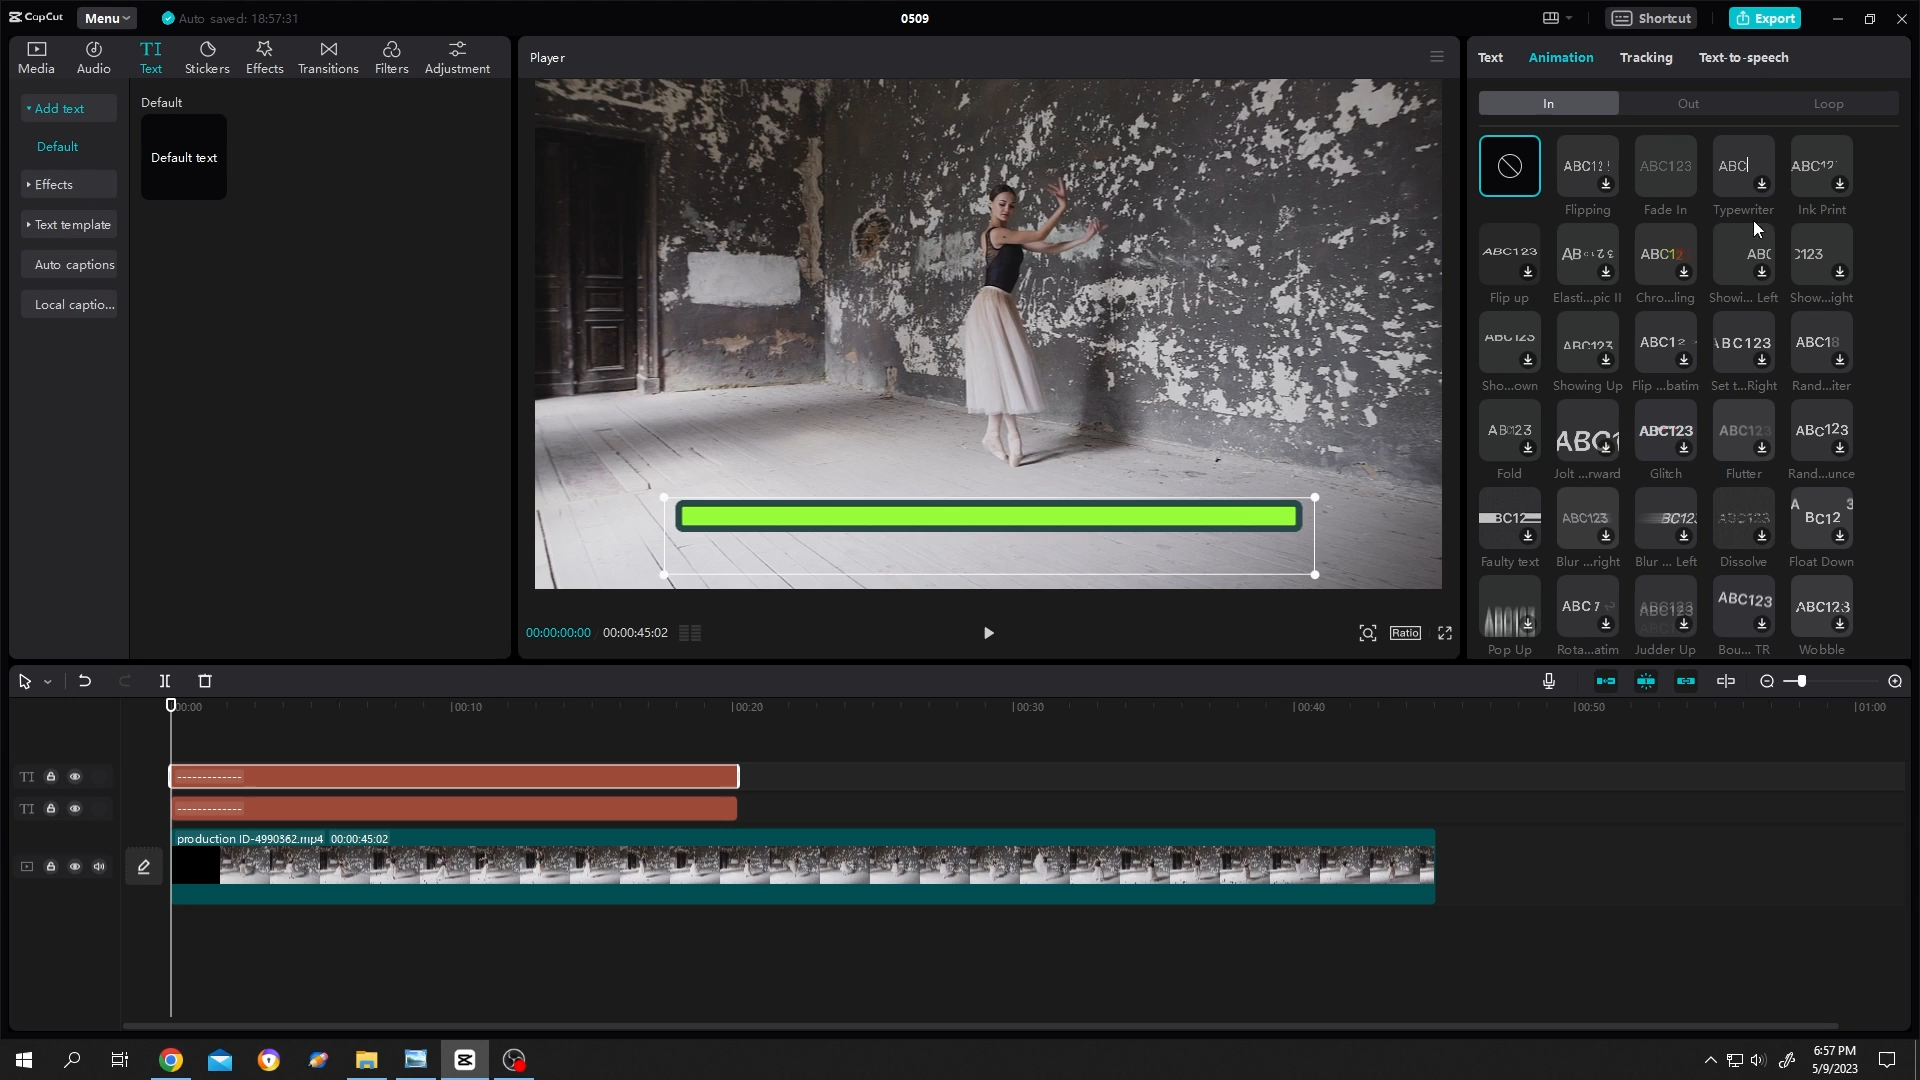 CapCut
Menu
Auto saved: 18:57:31
0509
Shortcut
Export
Media
Audio
TI
Text
Stickers
Effects
Transitions
Filters
Adjustment
Add text
Default
Effects
Text template
Auto captions
Local captio...
Default
Default text
Player
00:00:00:00
00:00:45:02
Ratio
Text
Animation
Tracking
Text-to-speech
In
Out
Loop
ABC12
ABC123
ABC
ABC12
Flipping
Fade In
Typewriter
Ink Print
ABC123
ABC12
ABC
C123
Flip up
Elasti...pic II
Chro...ling
Showi... Left
Show...ight
ABC123
ABC123
ABC1
ABC123
ABC18
Sho...own
Showing Up
Flip ...batim
Set t...Right
Rand...iter
AB 23
ABC1
ABC123
ABC123
ABC123
Fold
Jolt ...rward
Glitch
Flutter
Rand...unce
BC12
ABC123
BC12
A BC12 3
Faulty text
Blur ...right
Blur ... Left
Dissolve
Float Down
ABC
ABC123
ABC123
ABC123
Pop Up
Rota...atim
Judder Up
Bou... TR
Wobble
00:00
00:10
00:20
00:30
00:40
00:50
01:00
TI
-------------
TI
-------------
production ID-4990362.mp4 00:00:45:02
6:57 PM
5/9/2023